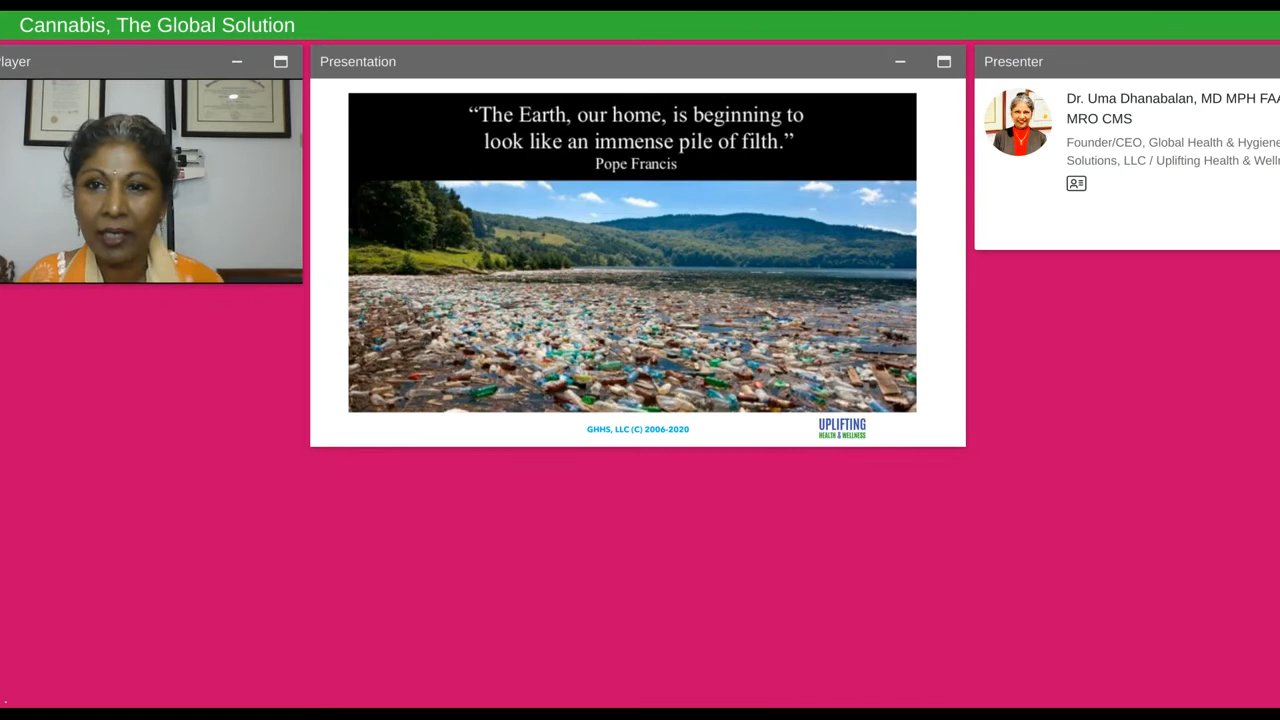 Cannabis, The Global Solution
layer
Presentation
Presenter
“The Earth, our home, is beginning to
look like an immense pile of filth.”
Pope Francis
GHHS, LLC (C) 2006-2020
UPLIFTING
HEALTH & WELLNESS
Dr. Uma Dhanabalan, MD MPH FAA
MRO CMS
Founder/CEO, Global Health & Hygiene
Solutions, LLC / Uplifting Health & Well